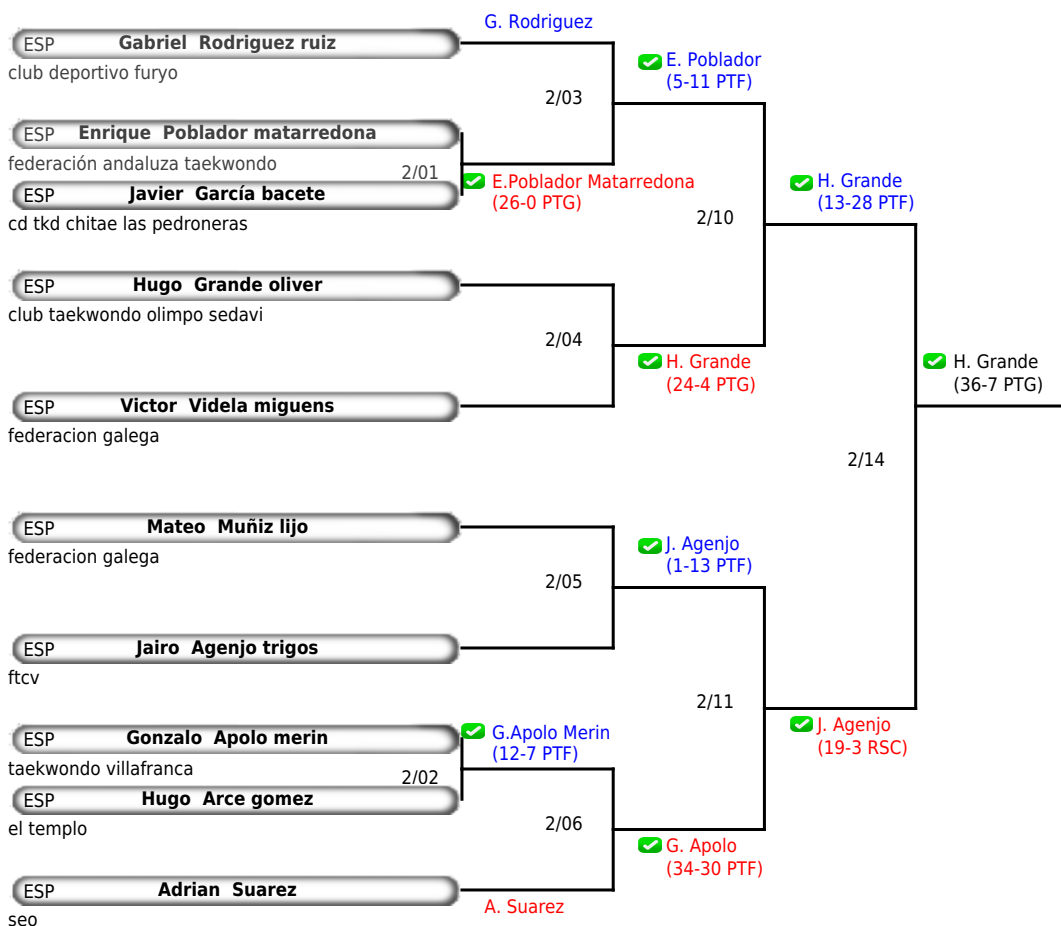 G. Rodriguez
ESP Gabriel Rodriguez ruiz
club deportivo furyo
E. Poblador
(5-11 PTF)
2/03
ESP Enrique Poblador matarredona
federación andaluza taekwondo
2/01
E.Poblador Matarredona
(26-0 PTG)
ESP Javier García bacete
cd tkd chitae las pedroneras
H. Grande
(13-28 PTF)
2/10
ESP Hugo Grande oliver
club taekwondo olimpo sedavi
2/04
H. Grande
(24-4 PTG)
H. Grande
(36-7 PTG)
ESP Victor Videla miguens
federacion galega
2/14
ESP Mateo Muñiz lijo
federacion galega
J. Agenjo
(1-13 PTF)
2/05
ESP Jairo Agenjo trigos
ftcv
2/11
J. Agenjo
(19-3 RSC)
ESP Gonzalo Apolo merin
taekwondo villafranca
G.Apolo Merin
(12-7 PTF)
2/02
ESP Hugo Arce gomez
el templo
2/06
G. Apolo
(34-30 PTF)
ESP Adrian Suarez
seo
A. Suarez